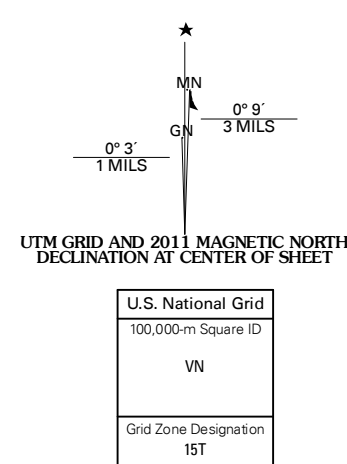 ★
MN
0° 9´
3 MILS
GN
0° 3´
1 MILS
UTM GRID AND 2011 MAGNETIC NORTH
DECLINATION AT CENTER OF SHEET
U.S. National Grid
100,000-m Square ID
VN
Grid Zone Designation
15T